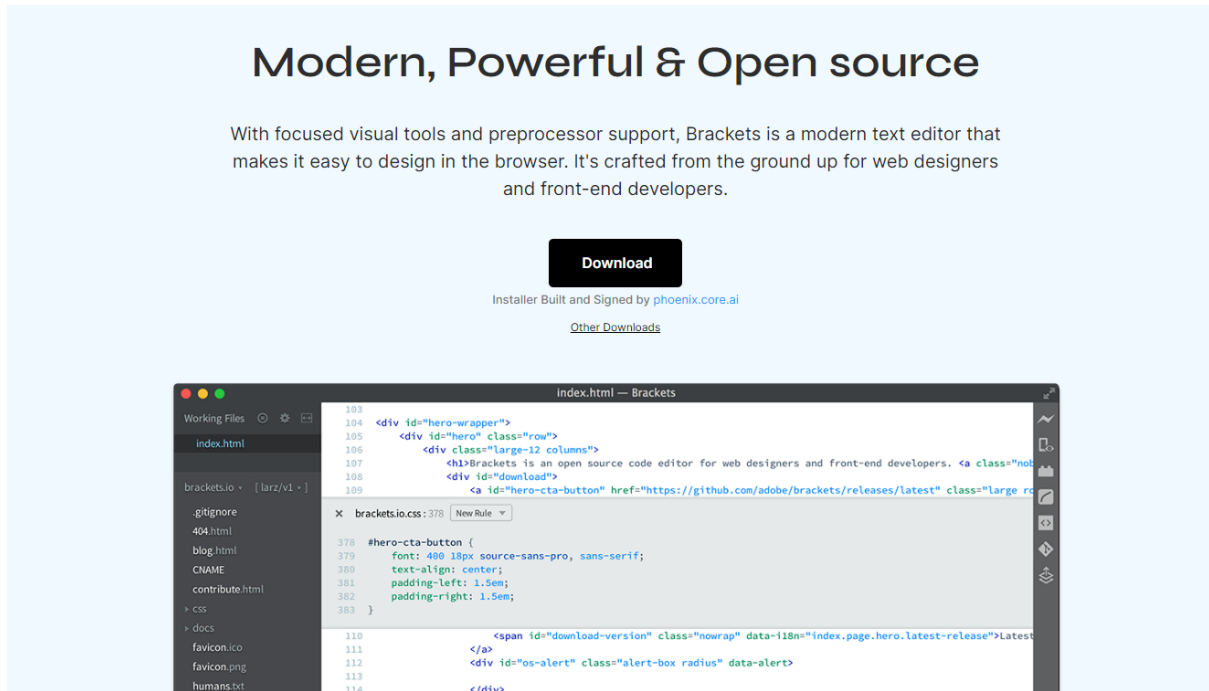 Modern, Powerful & Open source
With focused visual tools and preprocessor support, Brackets is a modern text editor that
makes it easy to design in the browser. It's crafted from the ground up for web designers
and front-end developers.
Download
Installer Built and Signed by phoenix.core.ai
Other Downloads
index.html — Brackets
Working Files
index.html
brackets.io [ larz/v1 ]
.gitignore
404.html
blog.html
CNAME
contribute.html
css
docs
favicon.ico
favicon.png
humans.txt
103
104 <div id="hero-wrapper">
105 <div id="hero" class="row">
106 <div class="large-12 columns">
107 <h1>Brackets is an open source code editor for web designers and front-end developers. <a class="nob
108 <div id="download">
109 <a id="hero-cta-button" href="https://github.com/adobe/brackets/releases/latest" class="large ro
brackets.io.css : 378 New Rule
378 #hero-cta-button {
379 font: 400 18px source-sans-pro, sans-serif;
380 text-align: center;
381 padding-left: 1.5em;
382 padding-right: 1.5em;
383 }
110 <span id="download-version" class="nowrap" data-i18n="index.page.hero.latest-release">Latest
111 </a>
112 <div id="os-alert" class="alert-box radius" data-alert>
113
114 </div>